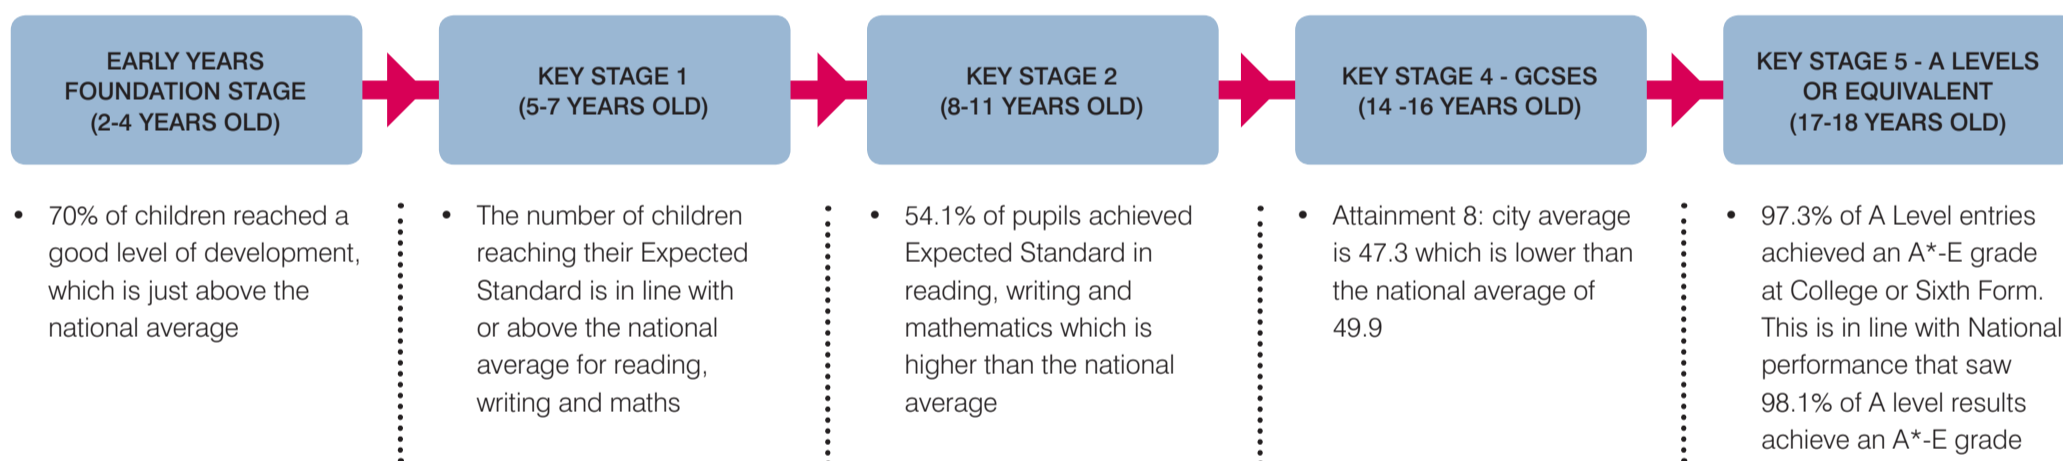 EARLY YEARS
FOUNDATION STAGE
(2-4 YEARS OLD)
KEY STAGE 1
(5-7 YEARS OLD)
KEY STAGE 2
(8-11 YEARS OLD)
KEY STAGE 4 - GCSES
(14 -16 YEARS OLD)
KEY STAGE 5 - A LEVELS
OR EQUIVALENT
(17-18 YEARS OLD)
• 70% of children reached a
good level of development,
which is just above the
national average
• The number of children
reaching their Expected
Standard is in line with
or above the national
average for reading,
writing and maths
• 54.1% of pupils achieved
Expected Standard in
reading, writing and
mathematics which is
higher than the national
average
• Attainment 8: city average
is 47.3 which is lower than
the national average of
49.9
• 97.3% of A Level entries
achieved an A*-E grade
at College or Sixth Form.
This is in line with National
performance that saw
98.1% of A level results
achieve an A*-E grade